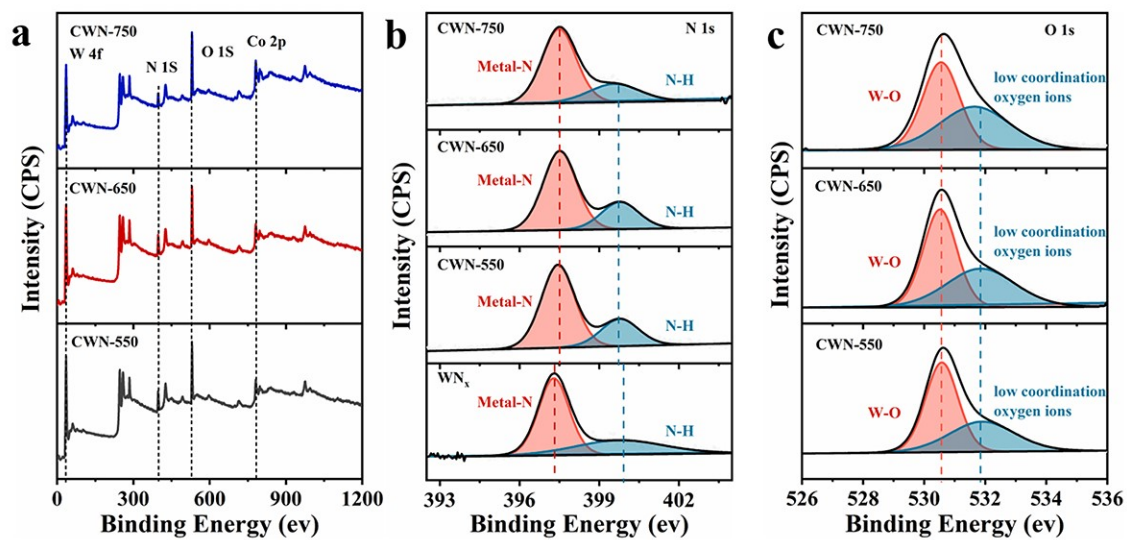 a
CWN-750
W 4f
N 1S
O 1S
Co 2p
CWN-650
CWN-550
Intensity (CPS)
0
300
600
900
1200
Binding Energy (ev)
b
CWN-750
N 1s
Metal-N
N-H
CWN-650
Metal-N
N-H
CWN-550
Metal-N
N-H
WNx
Metal-N
N-H
Intensity (CPS)
393
396
399
402
Binding Energy (ev)
c
CWN-750
O 1s
W-O
low coordination
oxygen ions
CWN-650
W-O
low coordination
oxygen ions
CWN-550
W-O
low coordination
oxygen ions
Intensity (CPS)
526
528
530
532
534
536
Binding Energy (ev)